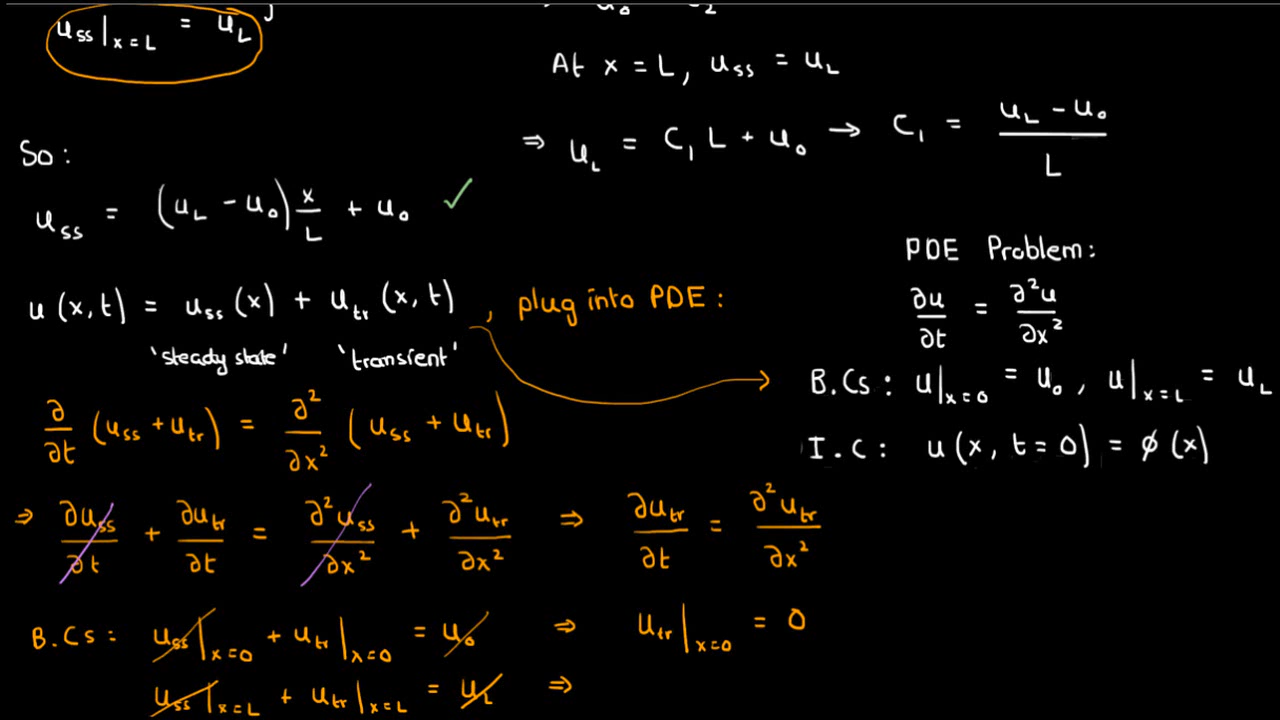 u_ss|_{x=L} = u_L
At x = L, u_ss = u_L
⇒ u_L = C_1 L + u_0 → C_1 = (u_L - u_0)/L
So:
u_ss = (u_L - u_0) x/L + u_0 ✓
PDE Problem:
∂u/∂t = ∂²u/∂x²
B.Cs: u|_{x=0} = u_0, u|_{x=L} = u_L
I.C: u(x, t=0) = ϕ(x)
u(x,t) = u_ss(x) + u_tr(x,t), plug into PDE:
'steady state' 'transient'
∂/∂t (u_ss + u_tr) = ∂²/∂x² (u_ss + u_tr)
⇒ ∂u_ss/∂t + ∂u_tr/∂t = ∂²u_ss/∂x² + ∂²u_tr/∂x² ⇒ ∂u_tr/∂t = ∂²u_tr/∂x²
B.Cs: u_ss|_{x=0} + u_tr|_{x=0} = u_0 ⇒ u_tr|_{x=0} = 0
u_ss|_{x=L} + u_tr|_{x=L} = u_L ⇒